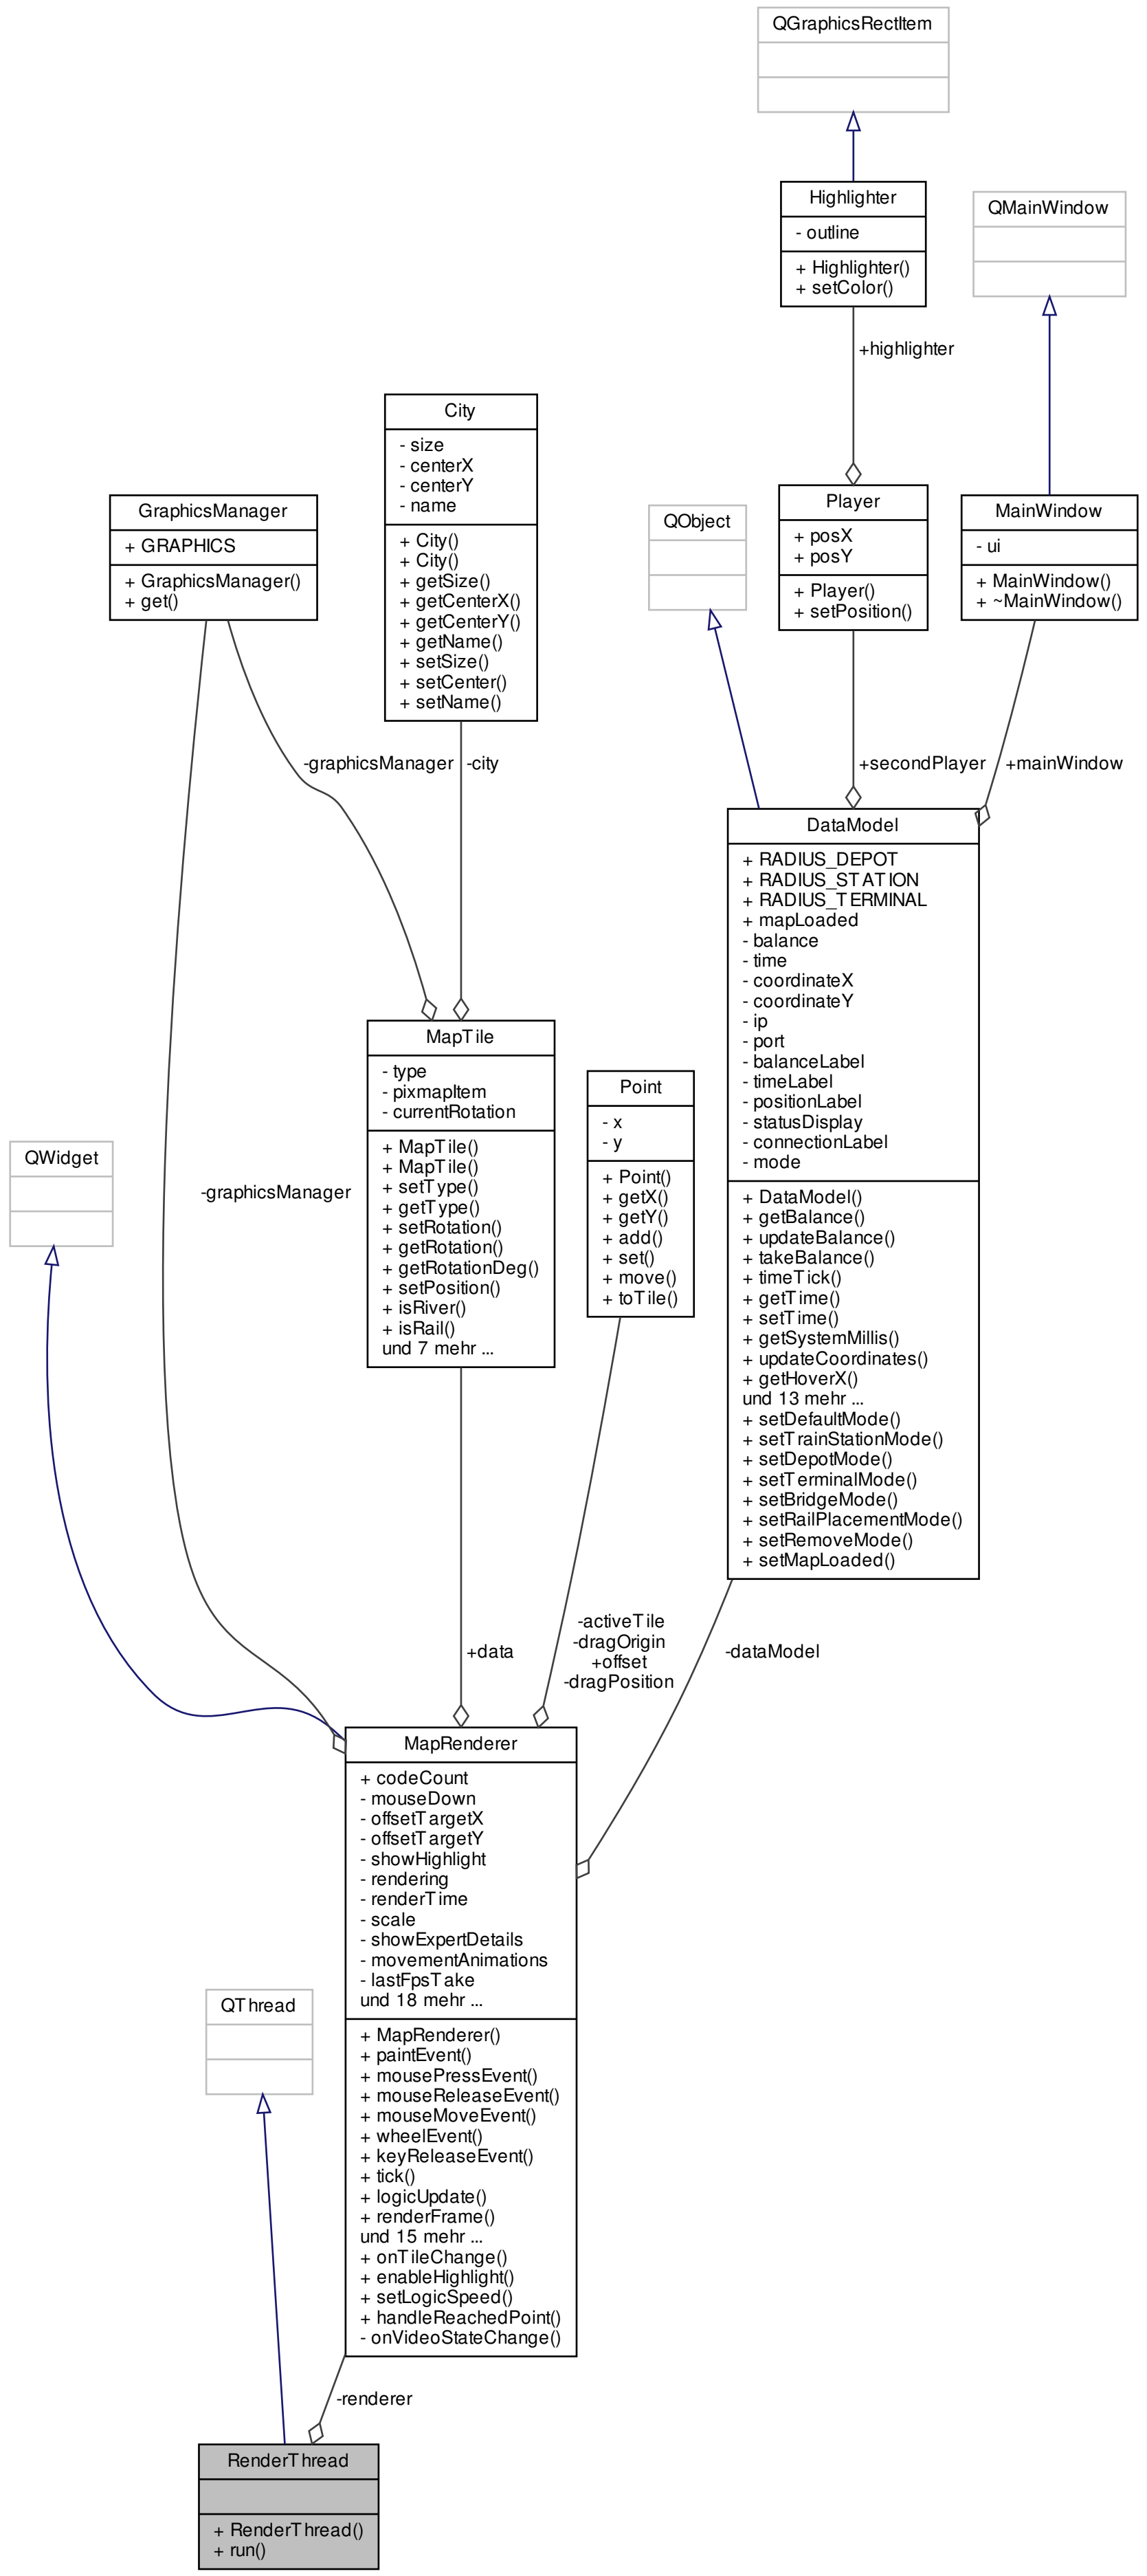 QGraphicsRectItem
Highlighter
- outline
+ Highlighter()
+ setColor()
QMainWindow
+highlighter
City
- size
- centerX
- centerY
- name
+ City()
+ City()
+ getSize()
+ getCenterX()
+ getCenterY()
+ getName()
+ setSize()
+ setCenter()
+ setName()
GraphicsManager
+ GRAPHICS
+ GraphicsManager()
+ get()
QObject
Player
+ posX
+ posY
+ Player()
+ setPosition()
MainWindow
- ui
+ MainWindow()
+ ~MainWindow()
-graphicsManager
-city
+secondPlayer
+mainWindow
DataModel
+ RADIUS_DEPOT
+ RADIUS_STATION
+ RADIUS_TERMINAL
+ mapLoaded
- balance
- time
- coordinateX
- coordinateY
- ip
- port
- balanceLabel
- timeLabel
- positionLabel
- statusDisplay
- connectionLabel
- mode
+ DataModel()
+ getBalance()
+ updateBalance()
+ takeBalance()
+ timeTick()
+ getTime()
+ setTime()
+ getSystemMillis()
+ updateCoordinates()
+ getHoverX()
und 13 mehr ...
+ setDefaultMode()
+ setTrainStationMode()
+ setDepotMode()
+ setTerminalMode()
+ setBridgeMode()
+ setRailPlacementMode()
+ setRemoveMode()
+ setMapLoaded()
MapTile
- type
- pixmapItem
- currentRotation
+ MapTile()
+ MapTile()
+ setType()
+ getType()
+ setRotation()
+ getRotation()
+ getRotationDeg()
+ setPosition()
+ isRiver()
+ isRail()
und 7 mehr ...
Point
- x
- y
+ Point()
+ getX()
+ getY()
+ add()
+ set()
+ move()
+ toTile()
QWidget
-graphicsManager
+data
-activeTile
-dragOrigin
+offset
-dragPosition
-dataModel
MapRenderer
+ codeCount
- mouseDown
- offsetTargetX
- offsetTargetY
- showHighlight
- rendering
- renderTime
- scale
- showExpertDetails
- movementAnimations
- lastFpsTake
und 18 mehr ...
+ MapRenderer()
+ paintEvent()
+ mousePressEvent()
+ mouseReleaseEvent()
+ mouseMoveEvent()
+ wheelEvent()
+ keyReleaseEvent()
+ tick()
+ logicUpdate()
+ renderFrame()
und 15 mehr ...
+ onTileChange()
+ enableHighlight()
+ setLogicSpeed()
+ handleReachedPoint()
- onVideoStateChange()
QThread
-renderer
RenderThread
+ RenderThread()
+ run()